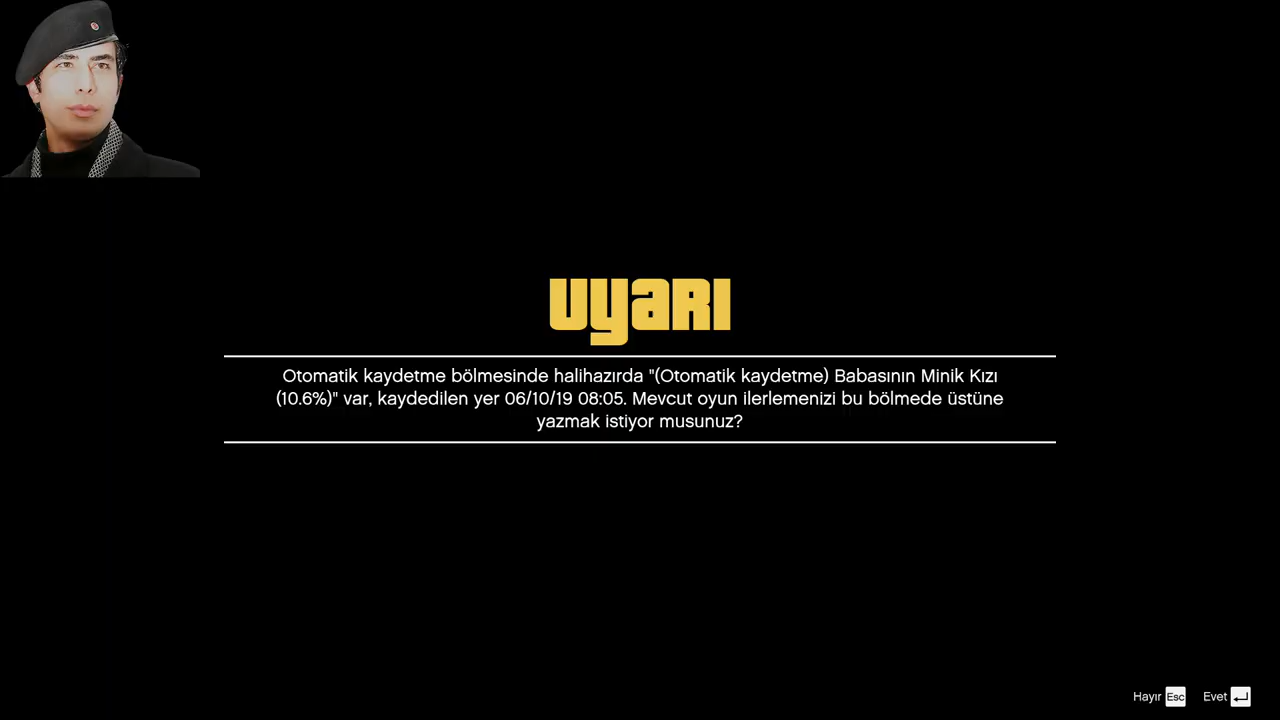 uyarı
Otomatik kaydetme bölmesinde halihazırda "(Otomatik kaydetme) Babasının Minik Kızı
(10.6%)" var, kaydedilen yer 06/10/19 08:05. Mevcut oyun ilerlemenizi bu bölmede üstüne
yazmak istiyor musunuz?
Hayır Esc Evet